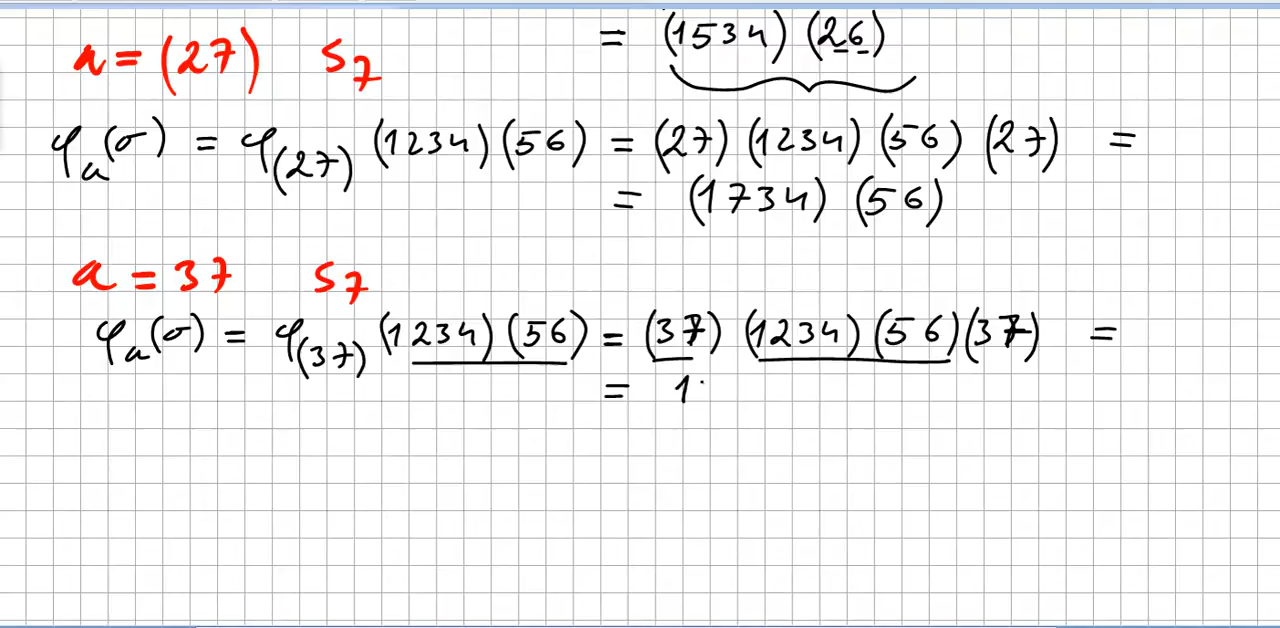 = (1534) (26)
a = (27) S₇
φₐ(σ) = φ₍₂₇₎ (1234)(56) = (27) (1234) (56) (27) =
= (1734) (56)
a = 37 S₇
φₐ(σ) = φ₍₃₇₎ (1234)(56) = (37) (1234)(56)(37) =
= 1